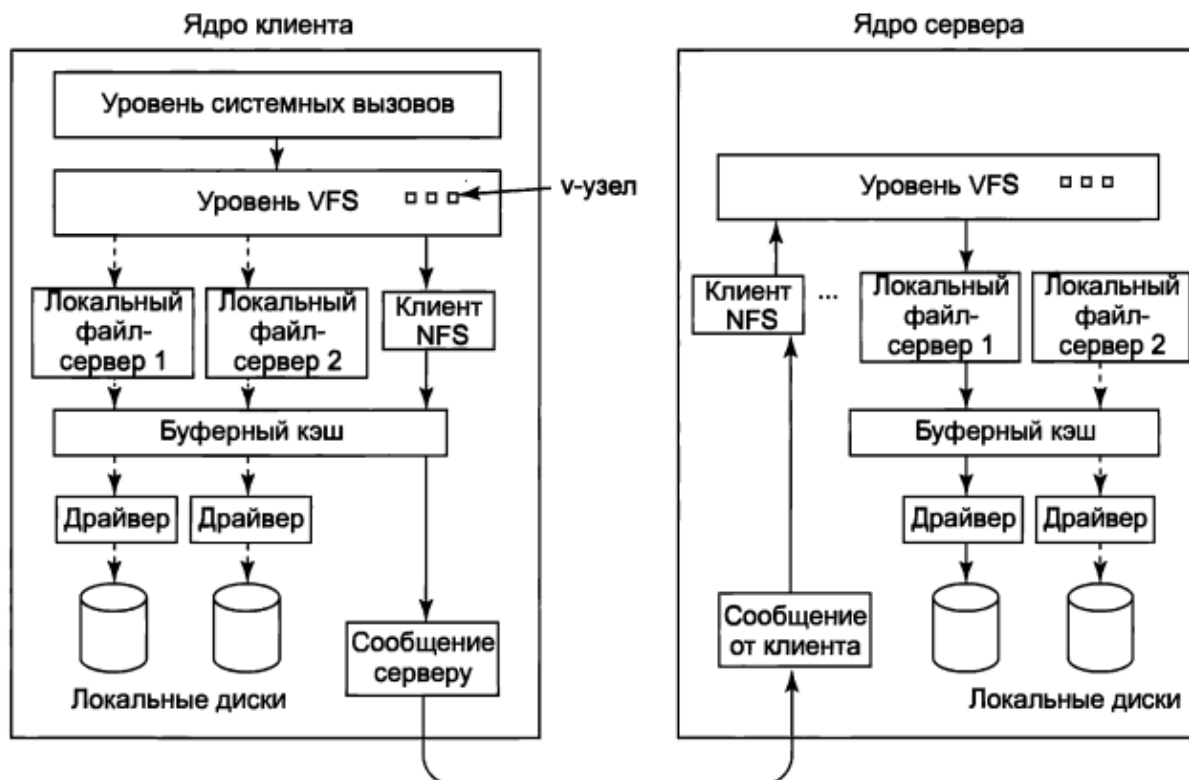 Ядро клиента
Уровень системных вызовов
Уровень VFS
v-узел
Локальный
файл-
сервер 1
Локальный
файл-
сервер 2
Клиент
NFS
Буферный кэш
Драйвер
Драйвер
Локальные диски
Сообщение
серверу
Ядро сервера
Уровень VFS
Клиент
NFS
...
Локальный
файл-
сервер 1
Локальный
файл-
сервер 2
Буферный кэш
Драйвер
Драйвер
Сообщение
от клиента
Локальные диски